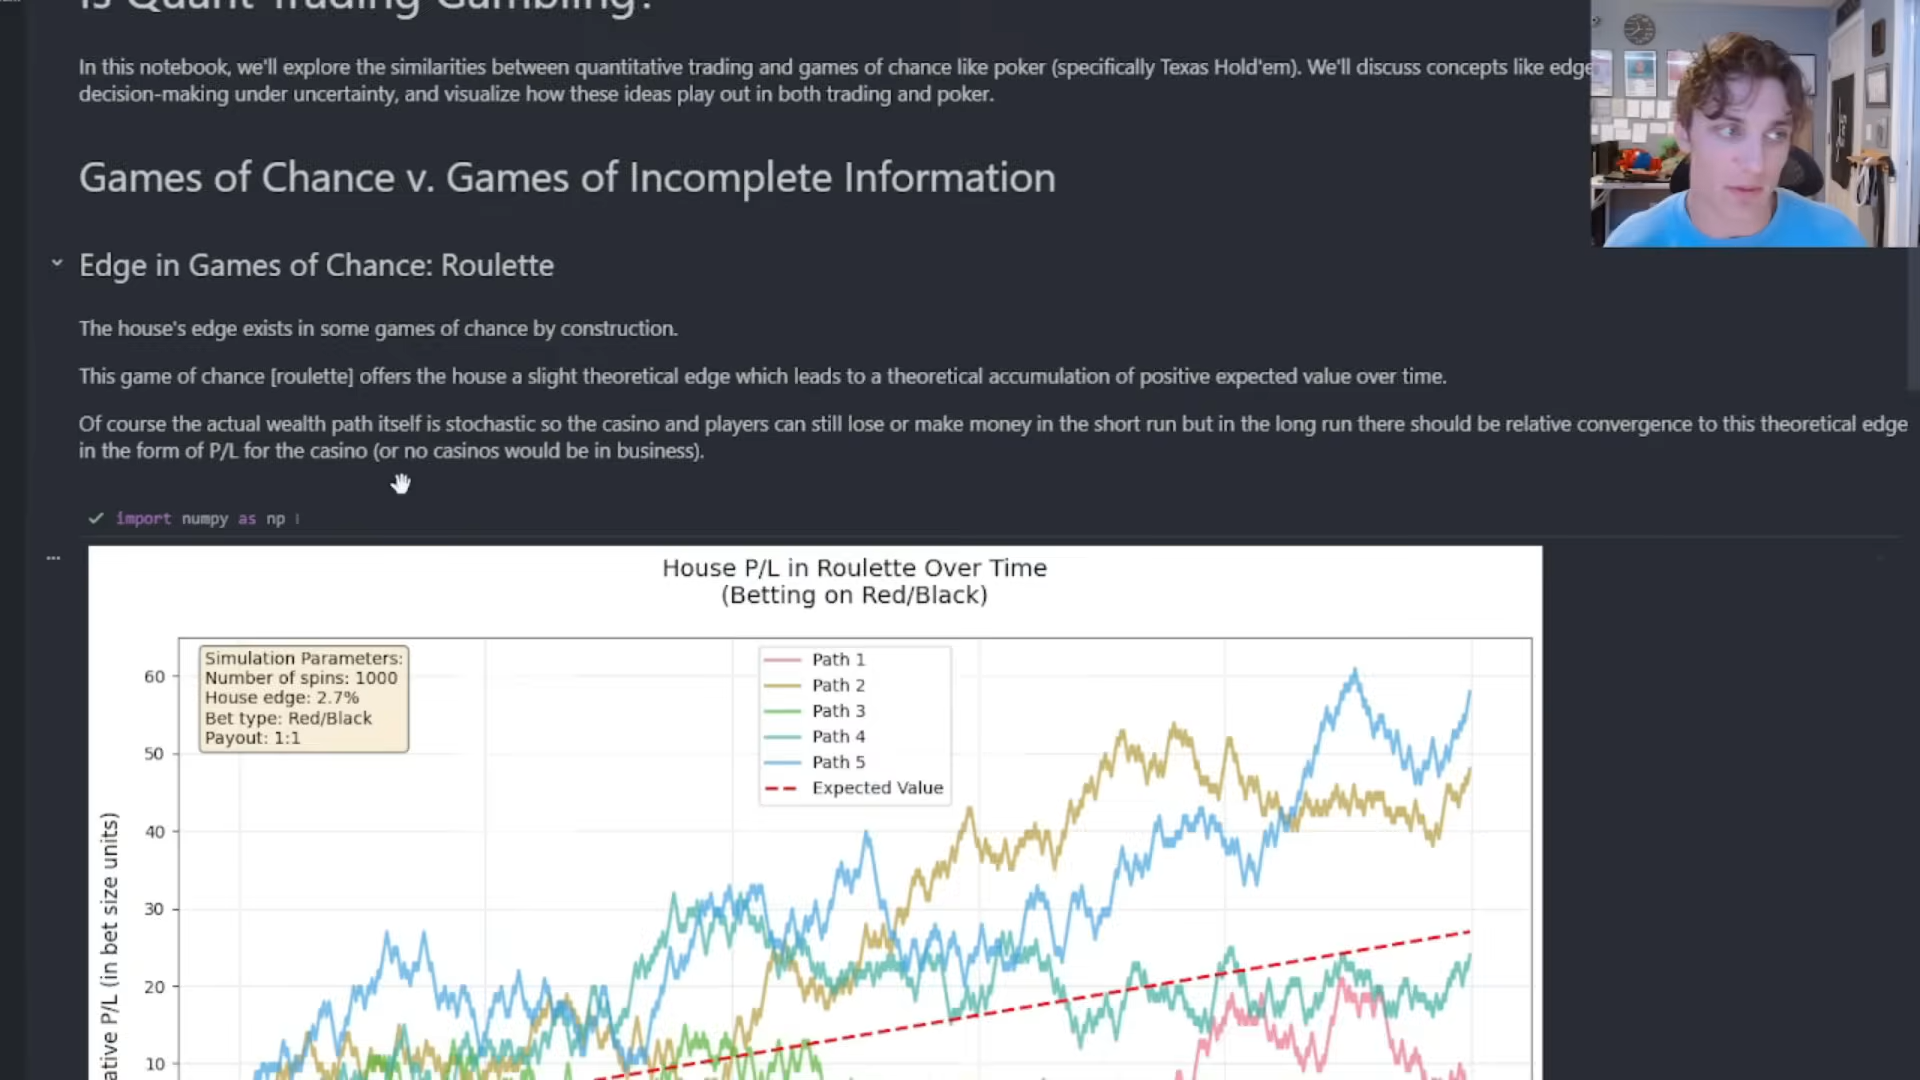 Is Quant Trading Gambling?
In this notebook, we'll explore the similarities between quantitative trading and games of chance like poker (specifically Texas Hold'em). We'll discuss concepts like edge
decision-making under uncertainty, and visualize how these ideas play out in both trading and poker.
Games of Chance v. Games of Incomplete Information
Edge in Games of Chance: Roulette
The house's edge exists in some games of chance by construction.
This game of chance [roulette] offers the house a slight theoretical edge which leads to a theoretical accumulation of positive expected value over time.
Of course the actual wealth path itself is stochastic so the casino and players can still lose or make money in the short run but in the long run there should be relative convergence to this theoretical edge
in the form of P/L for the casino (or no casinos would be in business).
import numpy as np
...
House P/L in Roulette Over Time
(Betting on Red/Black)
Simulation Parameters:
Number of spins: 1000
House edge: 2.7%
Bet type: Red/Black
Payout: 1:1
Path 1
Path 2
Path 3
Path 4
Path 5
Expected Value
60
50
40
30
20
10
ative P/L (in bet size units)